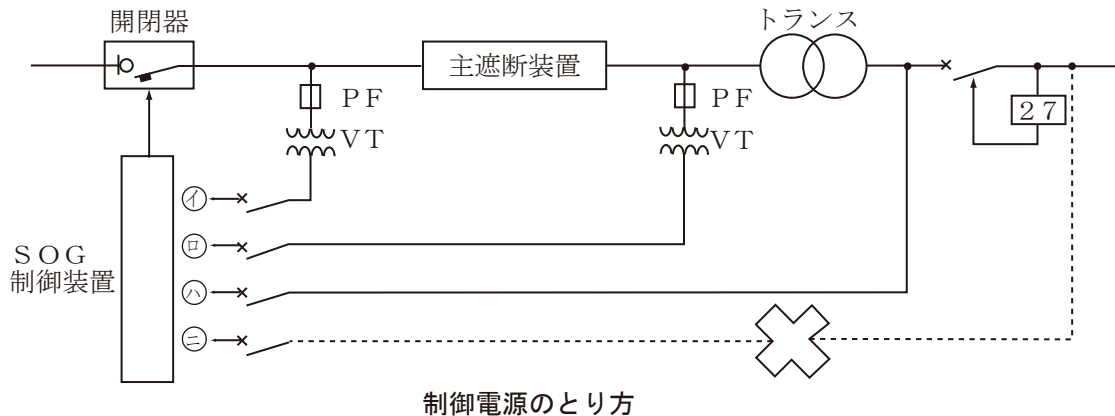 開閉器
トランス
主遮断装置
ＰＦ
ＶＴ
ＰＦ
ＶＴ
２７
㋑
㋺
㋩
㋥
ＳＯＧ
制御装置
制御電源のとり方